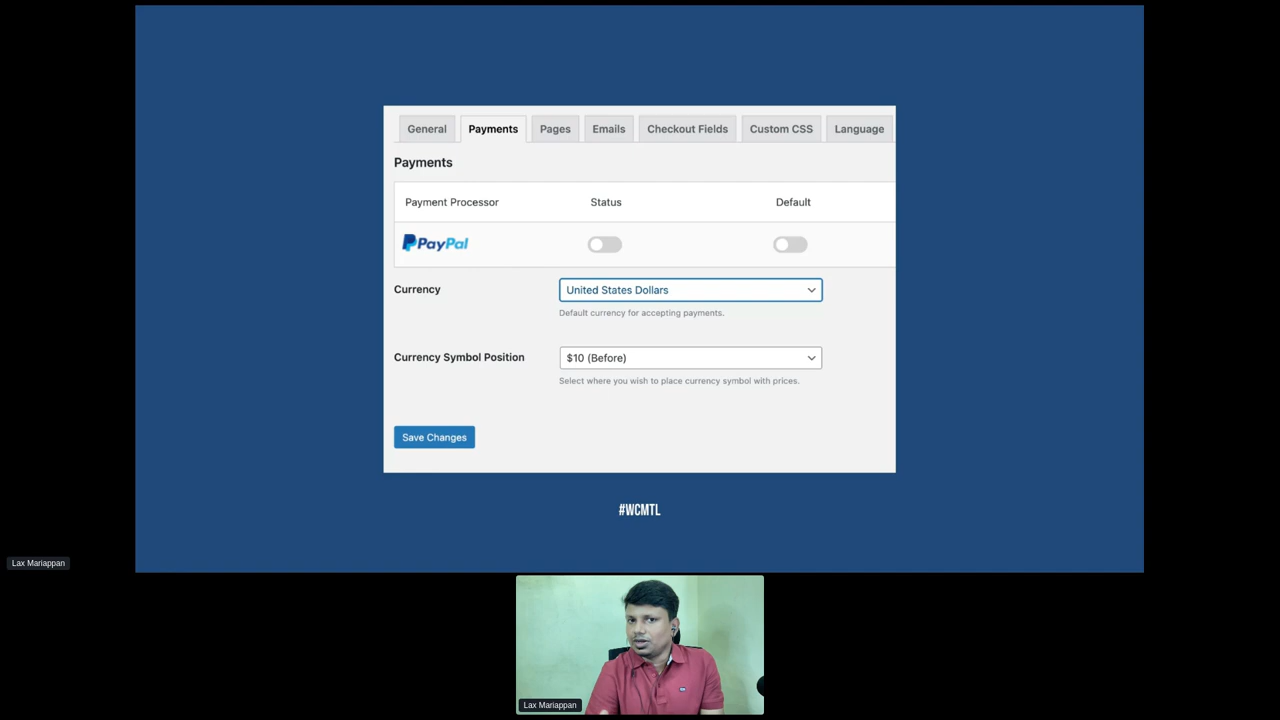 General Payments Pages Emails Checkout Fields Custom CSS Language
Payments
Payment Processor Status Default
PayPal
Currency United States Dollars
Default currency for accepting payments.
Currency Symbol Position $10 (Before)
Select where you wish to place currency symbol with prices.
Save Changes
#WCMTL
Lax Mariappan
Lax Mariappan